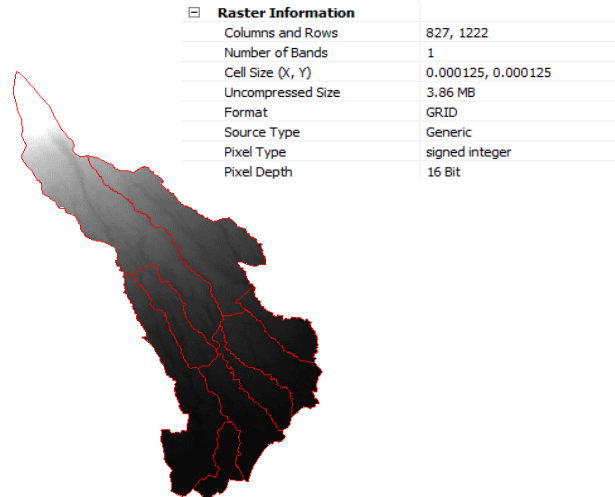 Raster Information
Columns and Rows 827, 1222
Number of Bands 1
Cell Size (X, Y) 0.000125, 0.000125
Uncompressed Size 3.86 MB
Format GRID
Source Type Generic
Pixel Type signed integer
Pixel Depth 16 Bit